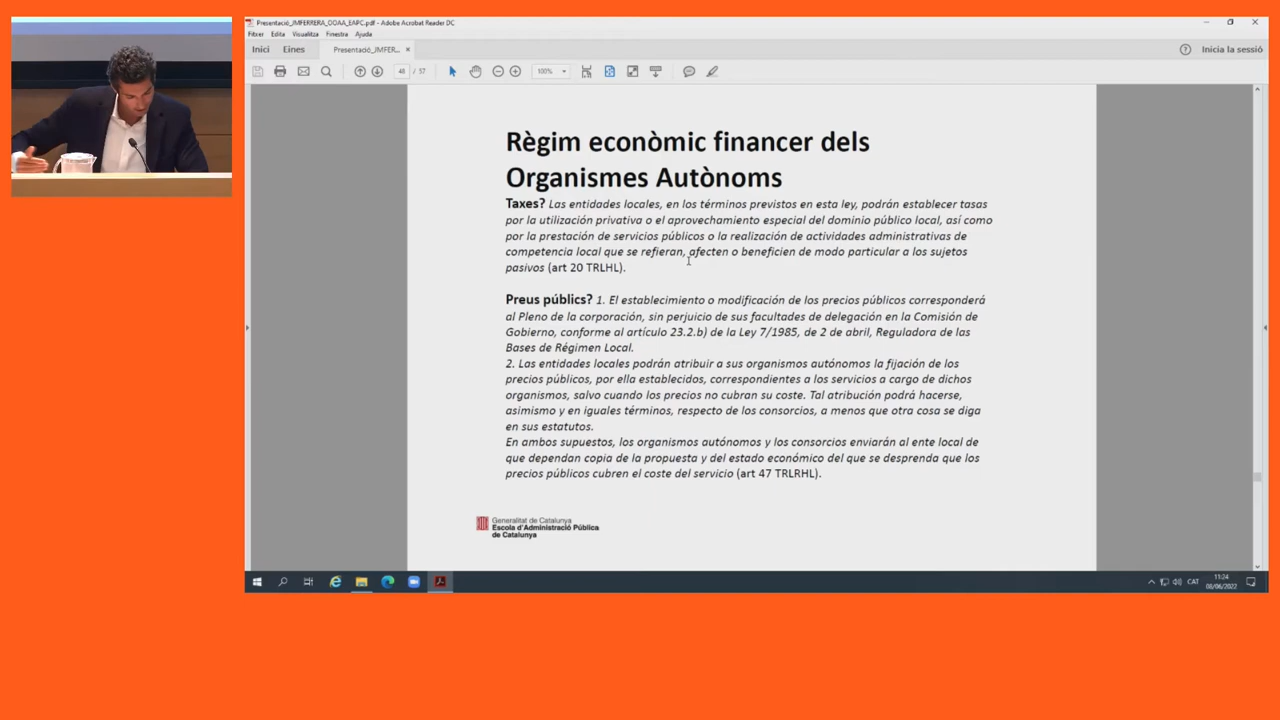 Presentació_JMFERRERA_OOAA_EAPC.pdf - Adobe Acrobat Reader DC
Fitxer Edita Visualitza Finestra Ajuda
Inici Eines Presentació_JMFER... × Inicia la sessió
48 / 57 100%
Règim econòmic financer dels
Organismes Autònoms
Taxes? Las entidades locales, en los términos previstos en esta ley, podrán establecer tasas
por la utilización privativa o el aprovechamiento especial del dominio público local, así como
por la prestación de servicios públicos o la realización de actividades administrativas de
competencia local que se refieran, afecten o beneficien de modo particular a los sujetos
pasivos (art 20 TRLHL).
Preus públics? 1. El establecimiento o modificación de los precios públicos corresponderá
al Pleno de la corporación, sin perjuicio de sus facultades de delegación en la Comisión de
Gobierno, conforme al artículo 23.2.b) de la Ley 7/1985, de 2 de abril, Reguladora de las
Bases de Régimen Local.
2. Las entidades locales podrán atribuir a sus organismos autónomos la fijación de los
precios públicos, por ella establecidos, correspondientes a los servicios a cargo de dichos
organismos, salvo cuando los precios no cubran su coste. Tal atribución podrá hacerse,
asimismo y en iguales términos, respecto de los consorcios, a menos que otra cosa se diga
en sus estatutos.
En ambos supuestos, los organismos autónomos y los consorcios enviarán al ente local de
que dependan copia de la propuesta y del estado económico del que se desprenda que los
precios públicos cubren el coste del servicio (art 47 TRLRHL).
Generalitat de Catalunya
Escola d'Administració Pública
de Catalunya
CAT
11:24
08/06/2022